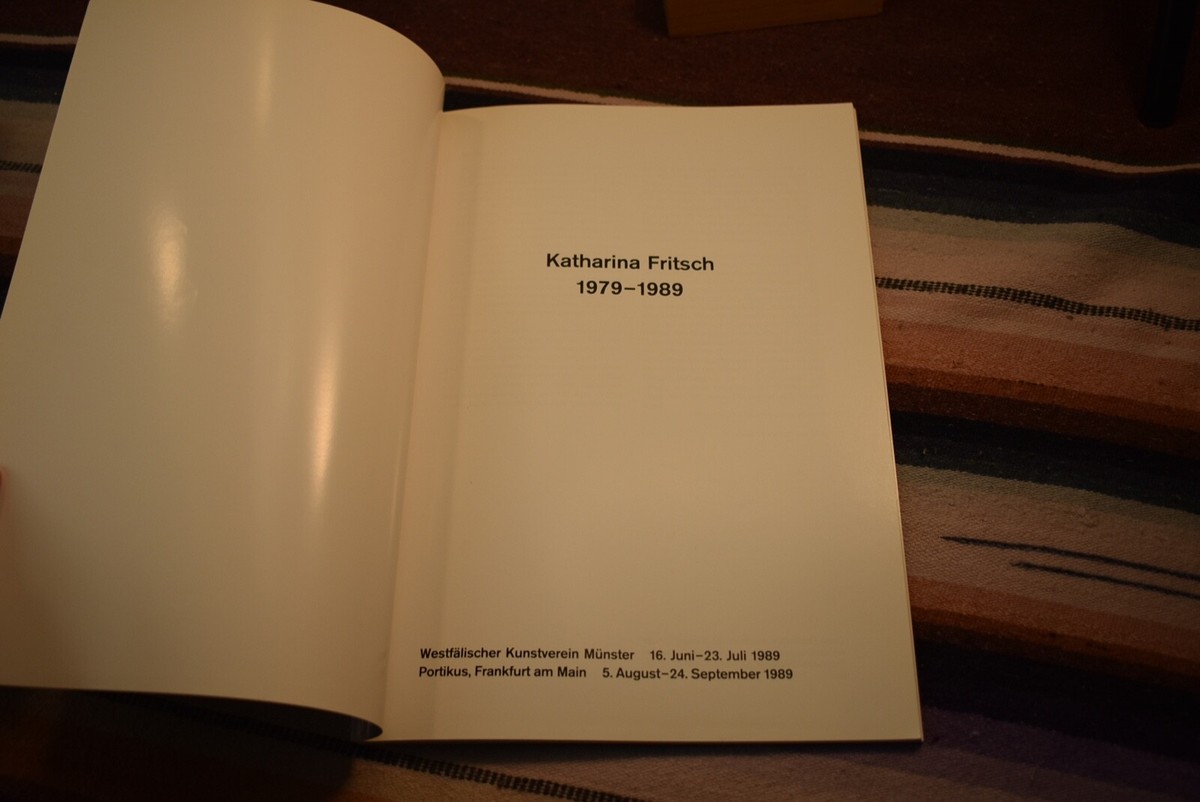 Katharina Fritsch
1979–1989
Westfälischer Kunstverein Münster 16. Juni–23. Juli 1989
Portikus, Frankfurt am Main 5. August–24. September 1989